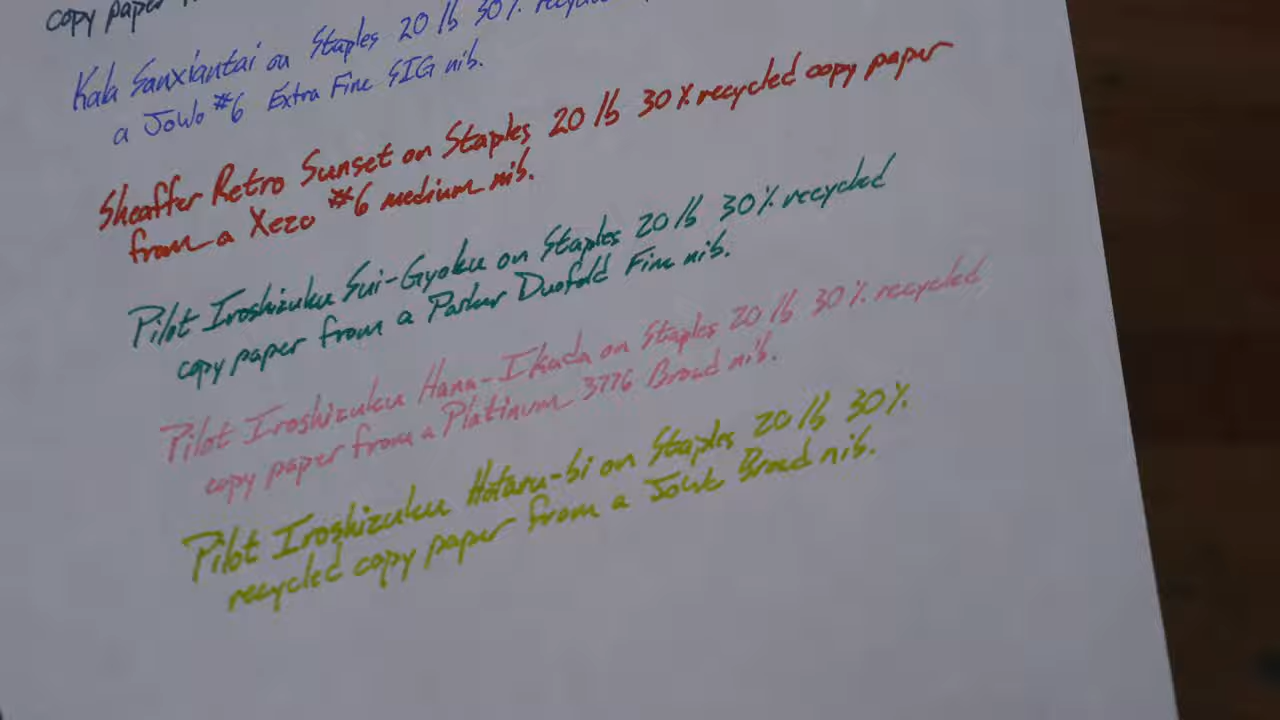 copy paper
Kala Sanxiantai on Staples 20 lb 30% recycled
a JoWo #6 Extra Fine SIG nib.
Sheaffer Retro Sunset on Staples 20 lb 30% recycled copy paper
from a Xezo #6 medium nib.
Pilot Iroshizuku Sui-Gyoku on Staples 20 lb 30% recycled
copy paper from a Parker Duofold Fine nib.
Pilot Iroshizuku Hana-Ikada on Staples 20 lb 30% recycled
copy paper from a Platinum 3776 Broad nib.
Pilot Iroshizuku Hotaru-bi on Staples 20 lb 30%
recycled copy paper from a Broad nib.